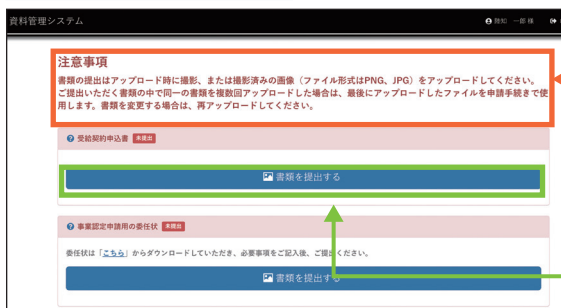 資料管理システム
一郎 様
注意事項
書類の提出はアップロード時に撮影、または撮影済みの画像（ファイル形式はPNG、JPG）をアップロードしてください。
ご提出いただく書類の中で同一の書類を複数回アップロードした場合は、最後にアップロードしたファイルを申請手続きで使
用します。書類を変更する場合は、再アップロードしてください。
受給契約申込書 未提出
書類を提出する
事業認定申請用の委任状 未提出
委任状は「こちら」からダウンロードしていただき、必要事項をご記入後、ご提出ください。
書類を提出する